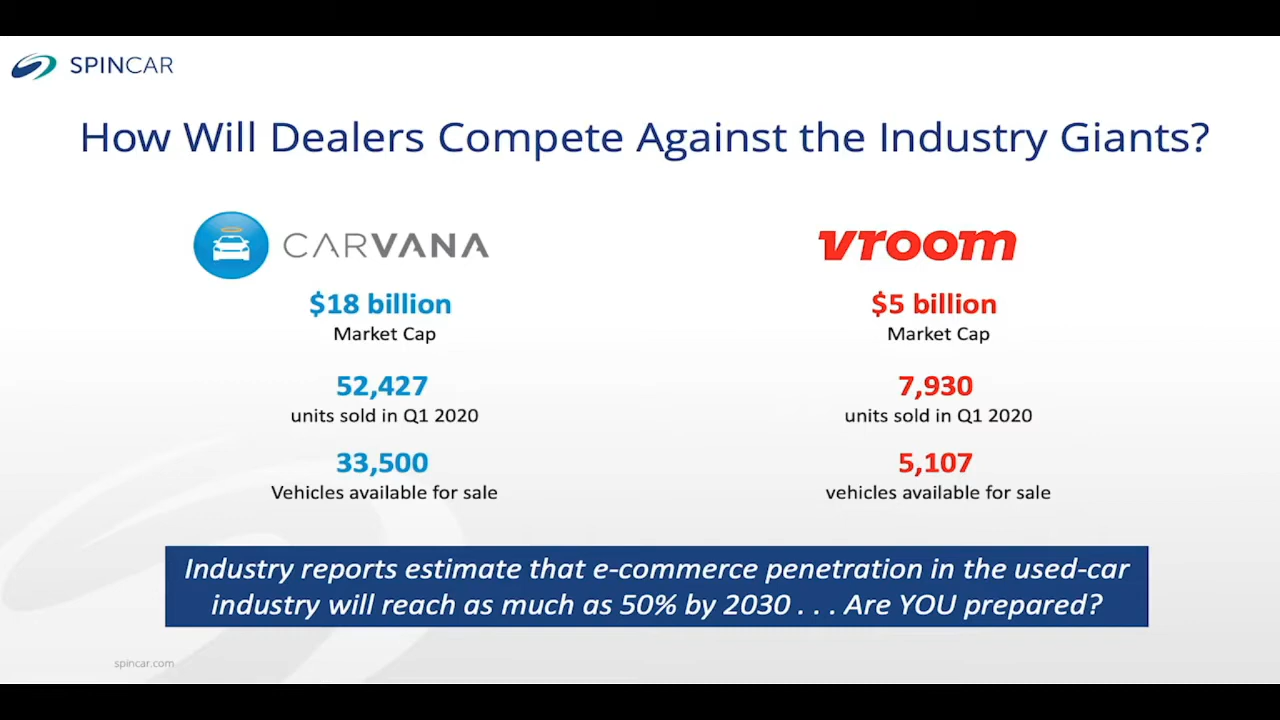 SPINCAR
How Will Dealers Compete Against the Industry Giants?
CARVANA
$18 billion
Market Cap
52,427
units sold in Q1 2020
33,500
Vehicles available for sale
vroom
$5 billion
Market Cap
7,930
units sold in Q1 2020
5,107
vehicles available for sale
Industry reports estimate that e-commerce penetration in the used-car
industry will reach as much as 50% by 2030 . . . Are YOU prepared?
spincar.com